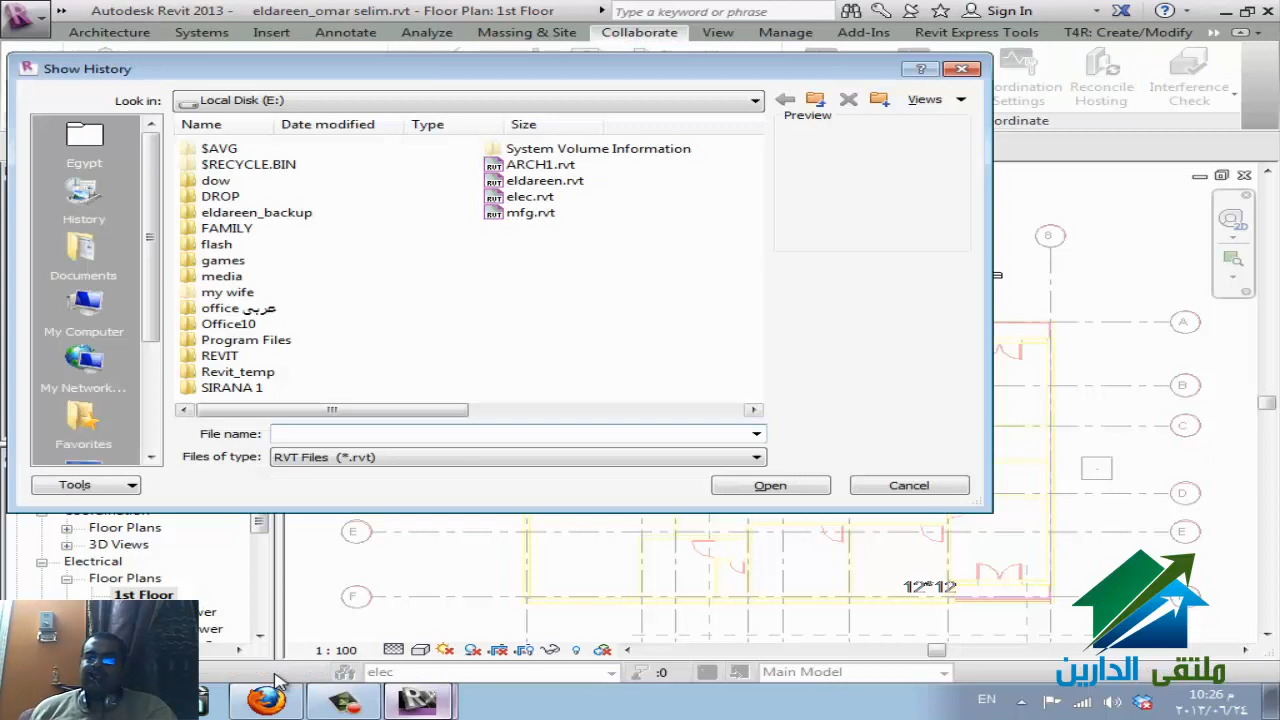 Autodesk Revit 2013 - eldareen_omar selim.rvt - Floor Plan: 1st Floor
Type a keyword or phrase
Sign In
Architecture Systems Insert Annotate Analyze Massing & Site Collaborate View Manage Add-Ins Revit Express Tools T4R: Create/Modify
Show History
Look in: Local Disk (E:)
Views
Coordination Settings
Reconcile Hosting
Interference Check
Name Date modified Type Size
Preview
$AVG
$RECYCLE.BIN
dow
DROP
eldareen_backup
FAMILY
flash
games
media
my wife
office عربى
Office10
Program Files
REVIT
Revit_temp
SIRANA 1
System Volume Information
ARCH1.rvt
eldareen.rvt
elec.rvt
mfg.rvt
Egypt
History
Documents
My Computer
My Network...
Favorites
File name:
Files of type: RVT Files (*.rvt)
Tools
Open
Cancel
2D
8
A
B
C
D
E
E
F
12*12
Floor Plans
3D Views
Electrical
Floor Plans
1st Floor
1 : 100
elec
:0
Main Model
ملتقى الدارين
EN
10:26 م
٢٠١٣/٠٦/٢٤